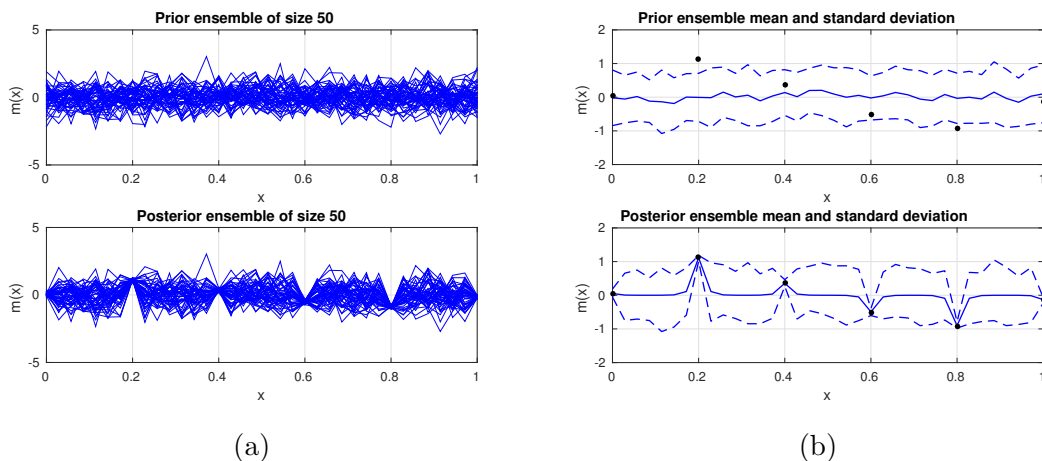 Prior ensemble of size 50
5
0
-5
m(x)
0 0.2 0.4 0.6 0.8 1
x
Posterior ensemble of size 50
5
0
-5
m(x)
0 0.2 0.4 0.6 0.8 1
x
(a)
Prior ensemble mean and standard deviation
2
1
0
-1
-2
m(x)
0 0.2 0.4 0.6 0.8 1
x
Posterior ensemble mean and standard deviation
2
1
0
-1
-2
m(x)
0 0.2 0.4 0.6 0.8 1
x
(b)